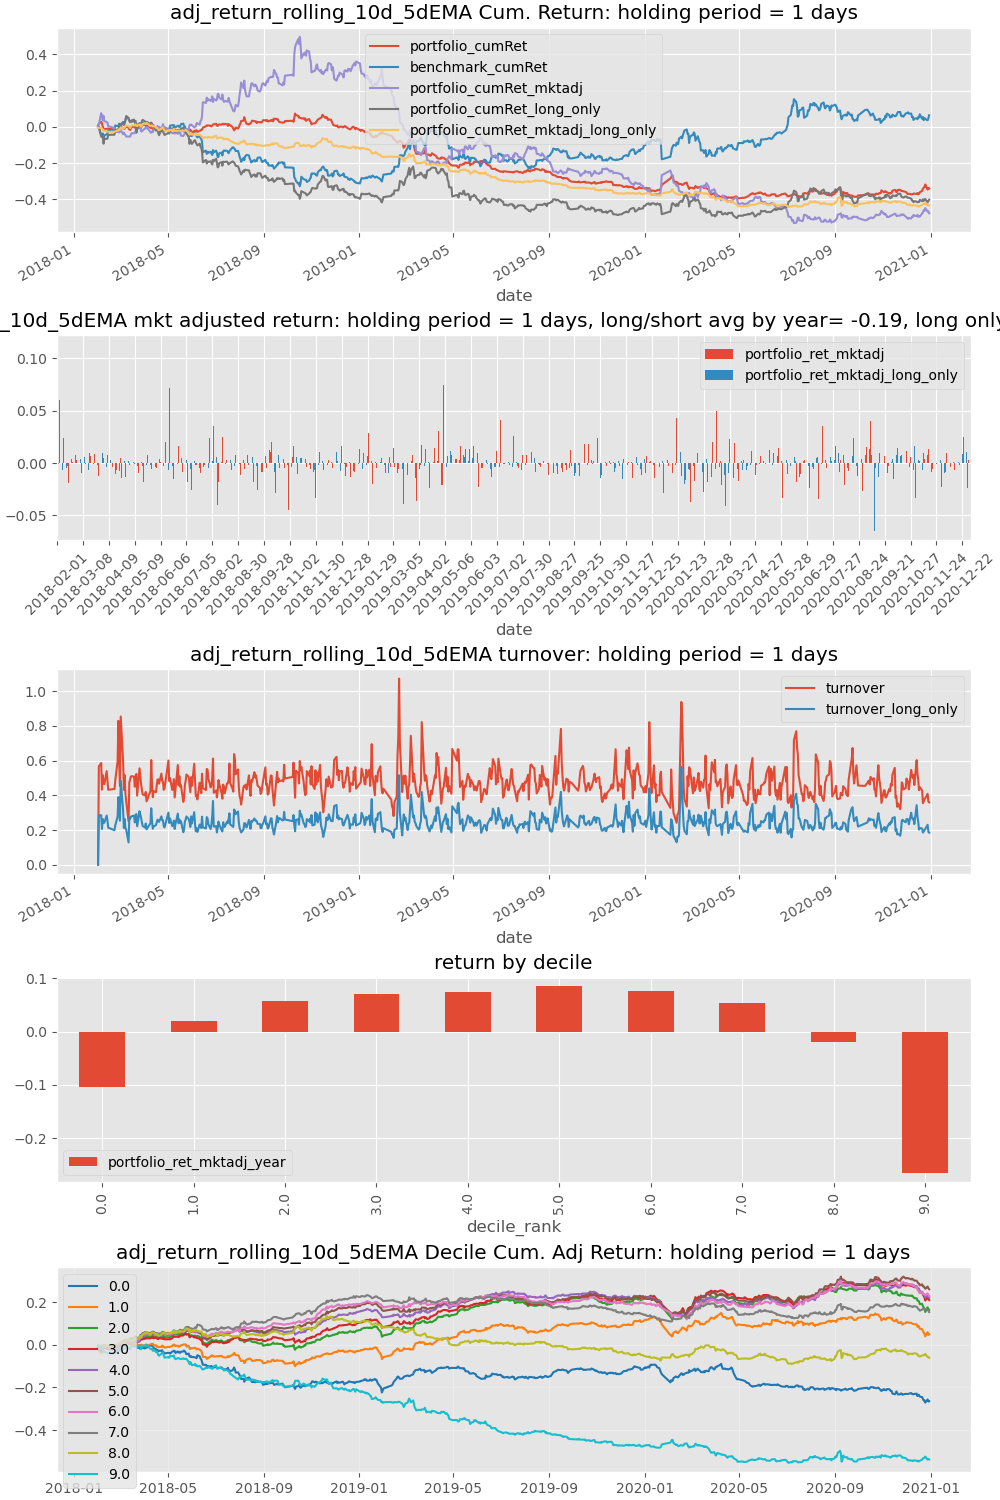 adj_return_rolling_10d_5dEMA Cum. Return: holding period = 1 days
portfolio_cumRet
benchmark_cumRet
portfolio_cumRet_mktadj
portfolio_cumRet_long_only
portfolio_cumRet_mktadj_long_only
0.4
0.2
0.0
−0.2
−0.4
2018-01 2018-05 2018-09 2019-01 2019-05 2019-09 2020-01 2020-05 2020-09 2021-01
date
_10d_5dEMA mkt adjusted return: holding period = 1 days, long/short avg by year= -0.19, long only
portfolio_ret_mktadj
portfolio_ret_mktadj_long_only
0.10
0.05
0.00
−0.05
2018-02-01 2018-03-08 2018-04-09 2018-05-09 2018-06-06 2018-07-05 2018-08-02 2018-08-30 2018-09-28 2018-11-02 2018-11-30 2018-12-28 2019-01-29 2019-03-05 2019-04-02 2019-05-06 2019-06-03 2019-07-02 2019-07-30 2019-08-27 2019-09-25 2019-10-30 2019-11-27 2019-12-25 2020-01-23 2020-02-28 2020-03-27 2020-04-27 2020-05-28 2020-06-29 2020-07-27 2020-08-24 2020-09-21 2020-10-27 2020-11-24 2020-12-22
date
adj_return_rolling_10d_5dEMA turnover: holding period = 1 days
turnover
turnover_long_only
1.0
0.8
0.6
0.4
0.2
0.0
2018-01 2018-05 2018-09 2019-01 2019-05 2019-09 2020-01 2020-05 2020-09 2021-01
date
return by decile
0.1
0.0
−0.1
−0.2
portfolio_ret_mktadj_year
0.0 1.0 2.0 3.0 4.0 5.0 6.0 7.0 8.0 9.0
decile_rank
adj_return_rolling_10d_5dEMA Decile Cum. Adj Return: holding period = 1 days
0.0
1.0
2.0
3.0
4.0
5.0
6.0
7.0
8.0
9.0
0.2
0.0
−0.2
−0.4
2018-01 2018-05 2018-09 2019-01 2019-05 2019-09 2020-01 2020-05 2020-09 2021-01